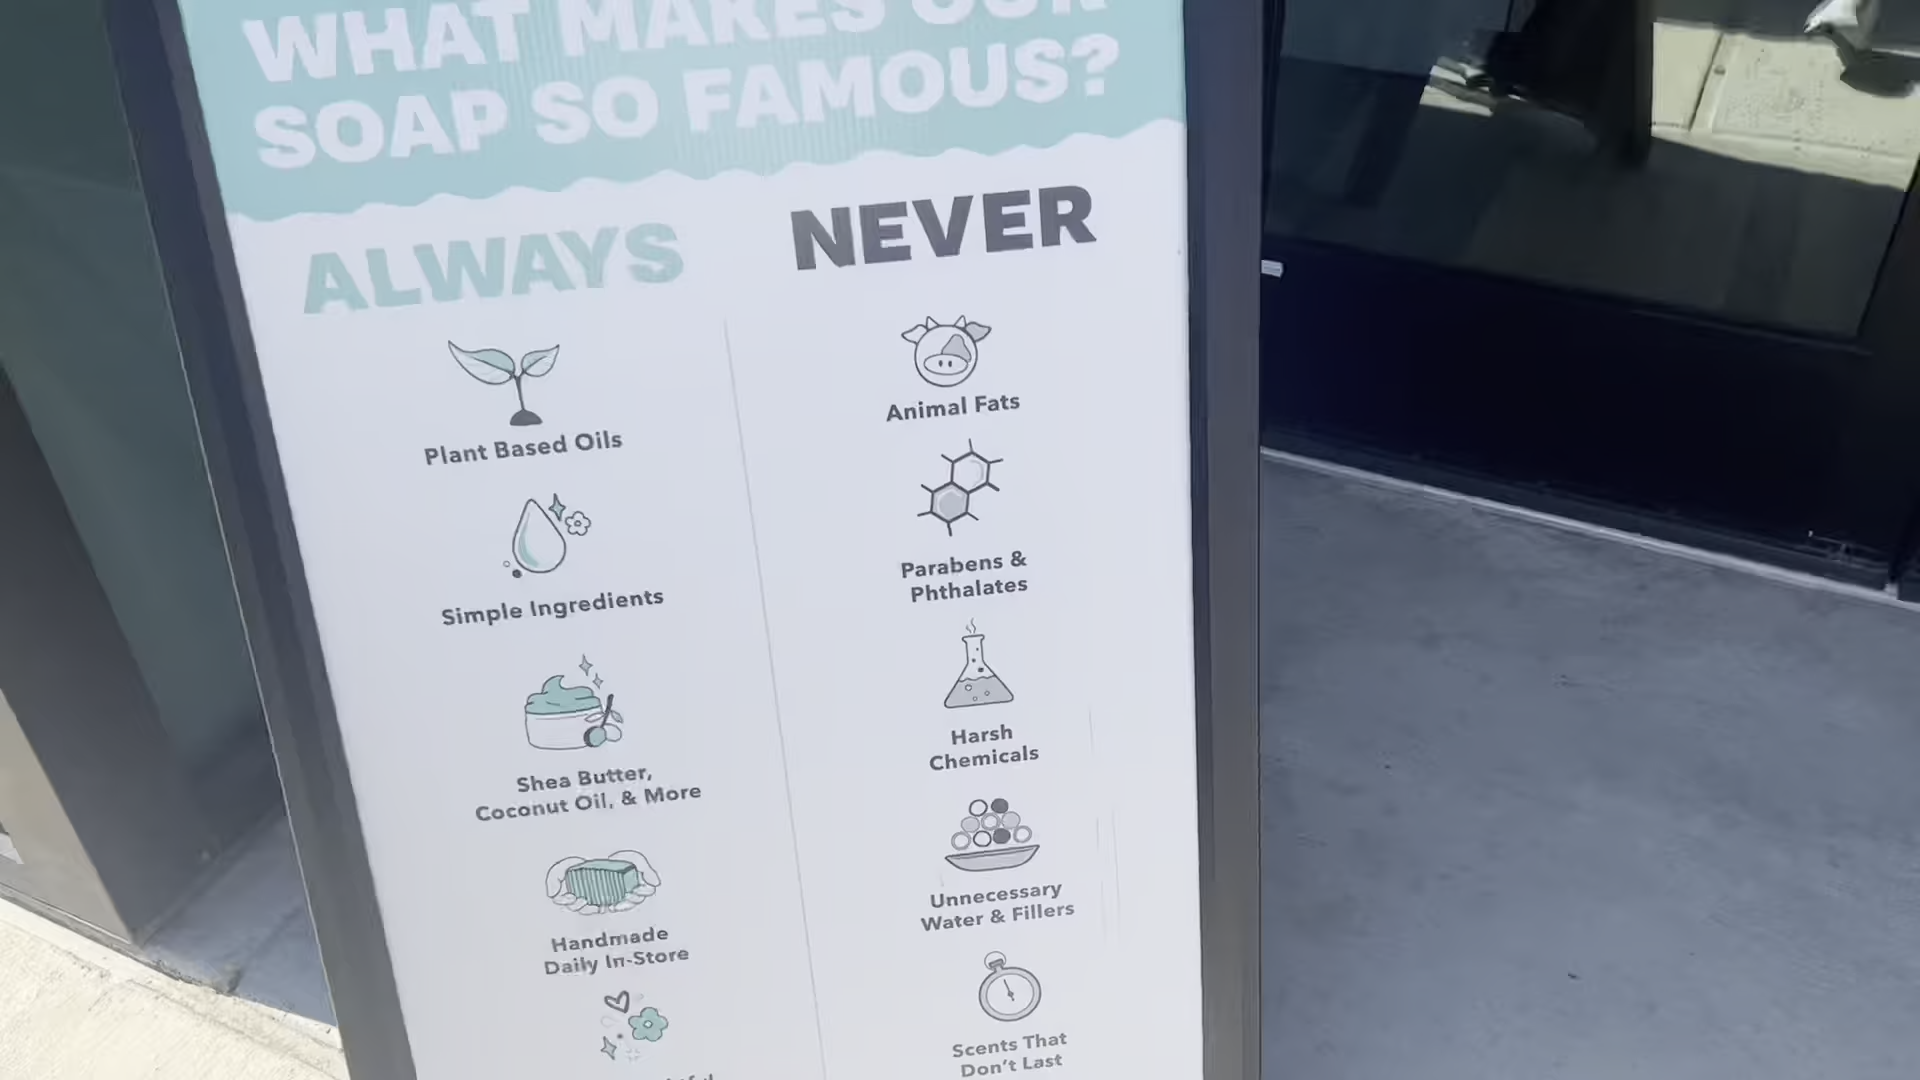 WHAT MAKES OUR
SOAP SO FAMOUS?
ALWAYS
Plant Based Oils
Simple Ingredients
Shea Butter,
Coconut Oil, & More
Handmade
Daily In-Store
NEVER
Animal Fats
Parabens &
Phthalates
Harsh
Chemicals
Unnecessary
Water & Fillers
Scents That
Don't Last